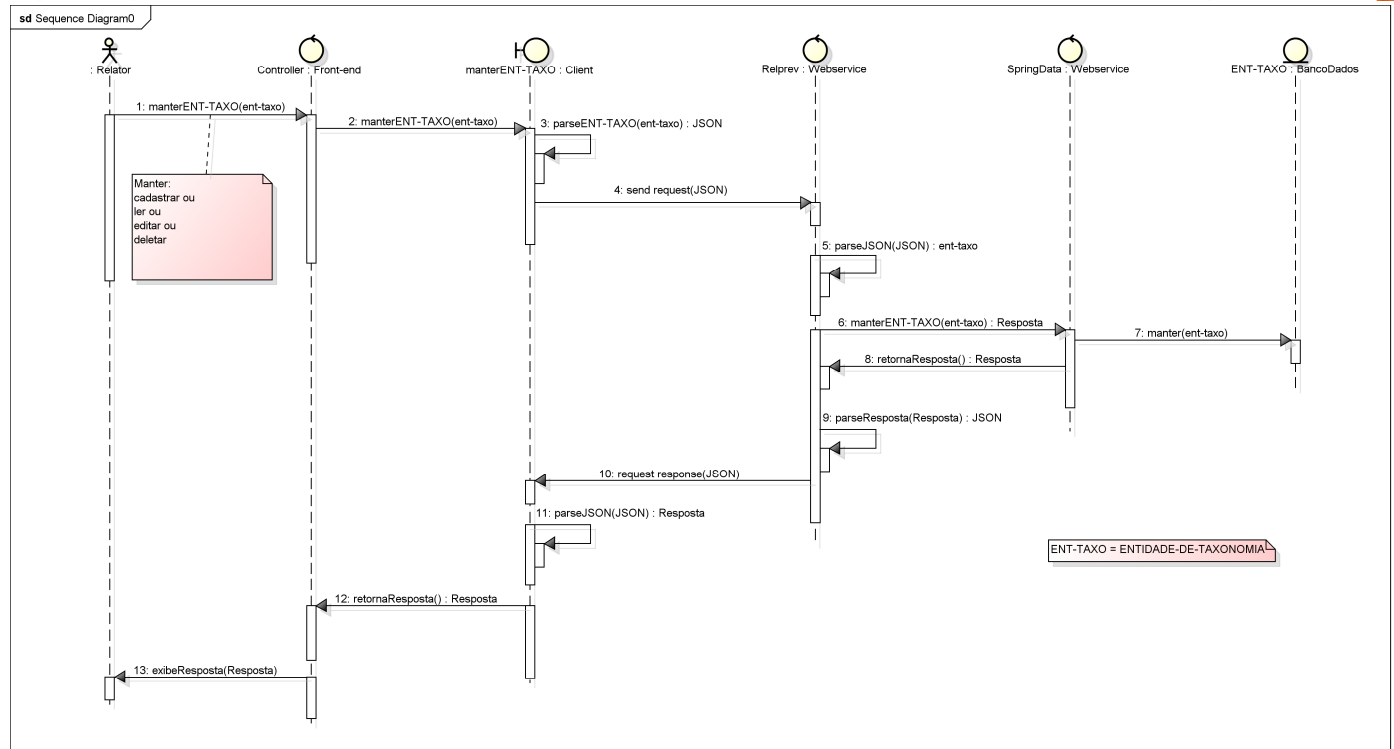 sd Sequence Diagram0
: Relator
Controller : Front-end
manterENT-TAXO : Client
Relprev : Webservice
SpringData : Webservice
ENT-TAXO : BancoDados
1: manterENT-TAXO(ent-taxo)
2: manterENT-TAXO(ent-taxo)
3: parseENT-TAXO(ent-taxo) : JSON
Manter:
cadastrar ou
ler ou
editar ou
deletar
4: send request(JSON)
5: parseJSON(JSON) : ent-taxo
6: manterENT-TAXO(ent-taxo) : Resposta
7: manter(ent-taxo)
8: retornaResposta() : Resposta
9: parseResposta(Resposta) : JSON
10: request response(JSON)
11: parseJSON(JSON) : Resposta
ENT-TAXO = ENTIDADE-DE-TAXONOMIA
12: retornaResposta() : Resposta
13: exibeResposta(Resposta)